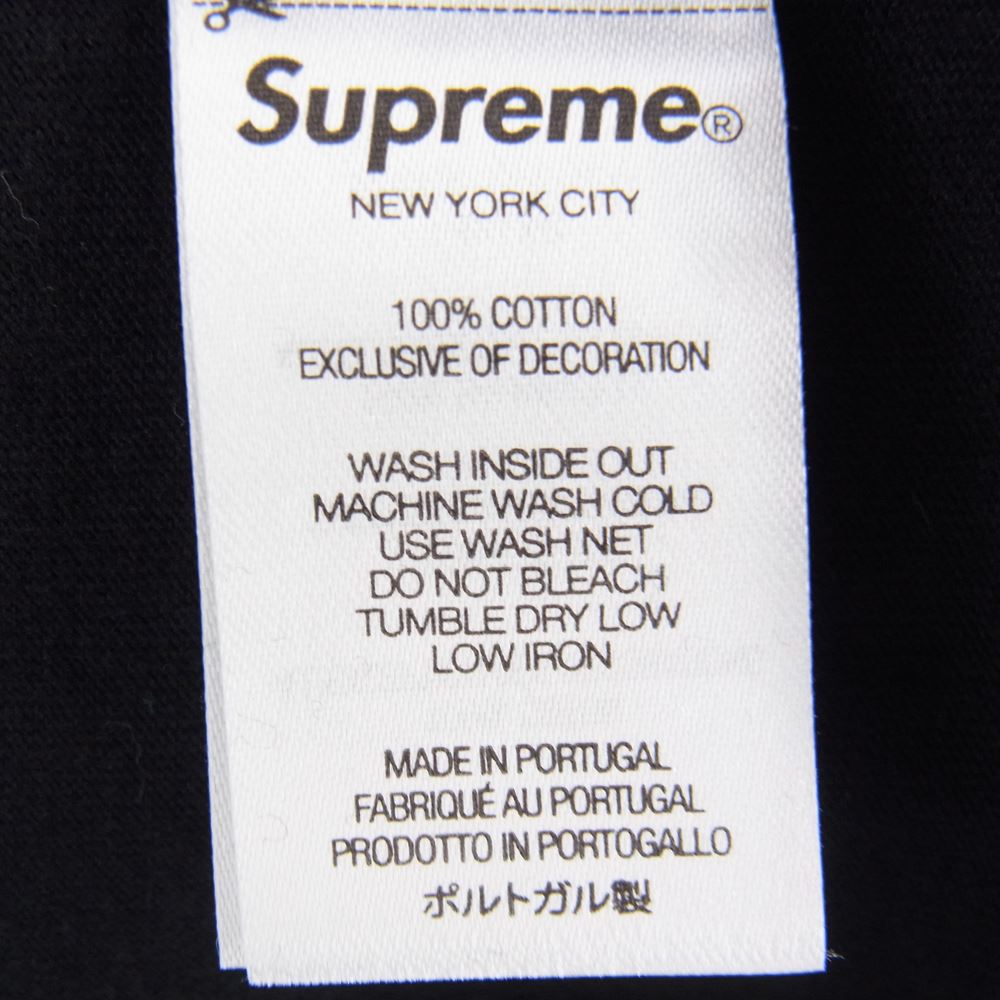 Supreme®
NEW YORK CITY
100% COTTON
EXCLUSIVE OF DECORATION
WASH INSIDE OUT
MACHINE WASH COLD
USE WASH NET
DO NOT BLEACH
TUMBLE DRY LOW
LOW IRON
MADE IN PORTUGAL
FABRIQUÉ AU PORTUGAL
PRODOTTO IN PORTOGALLO
ポルトガル製